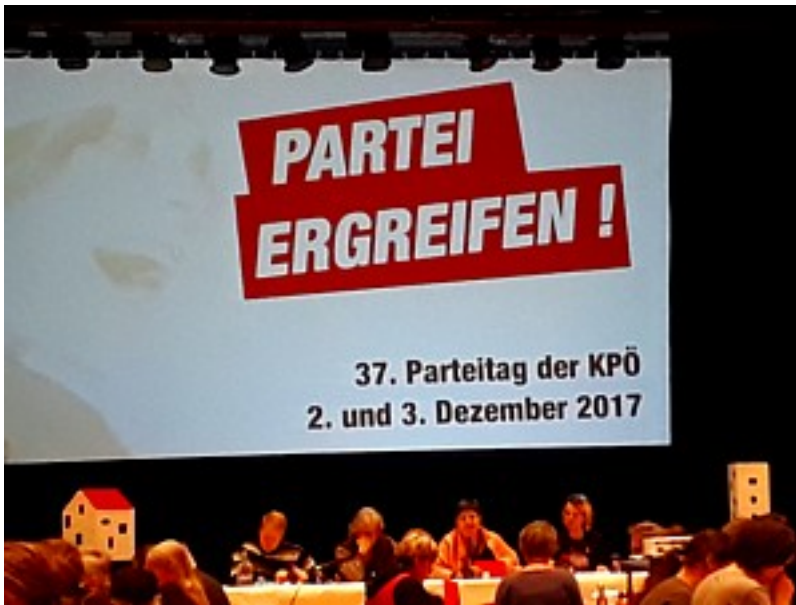 PARTEI
ERGREIFEN !
37. Parteitag der KPÖ
2. und 3. Dezember 2017